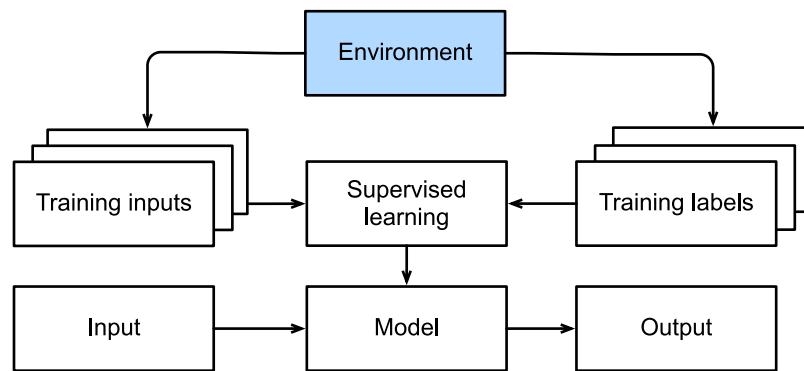 Environment
Training inputs
Supervised
learning
Training labels
Input
Model
Output